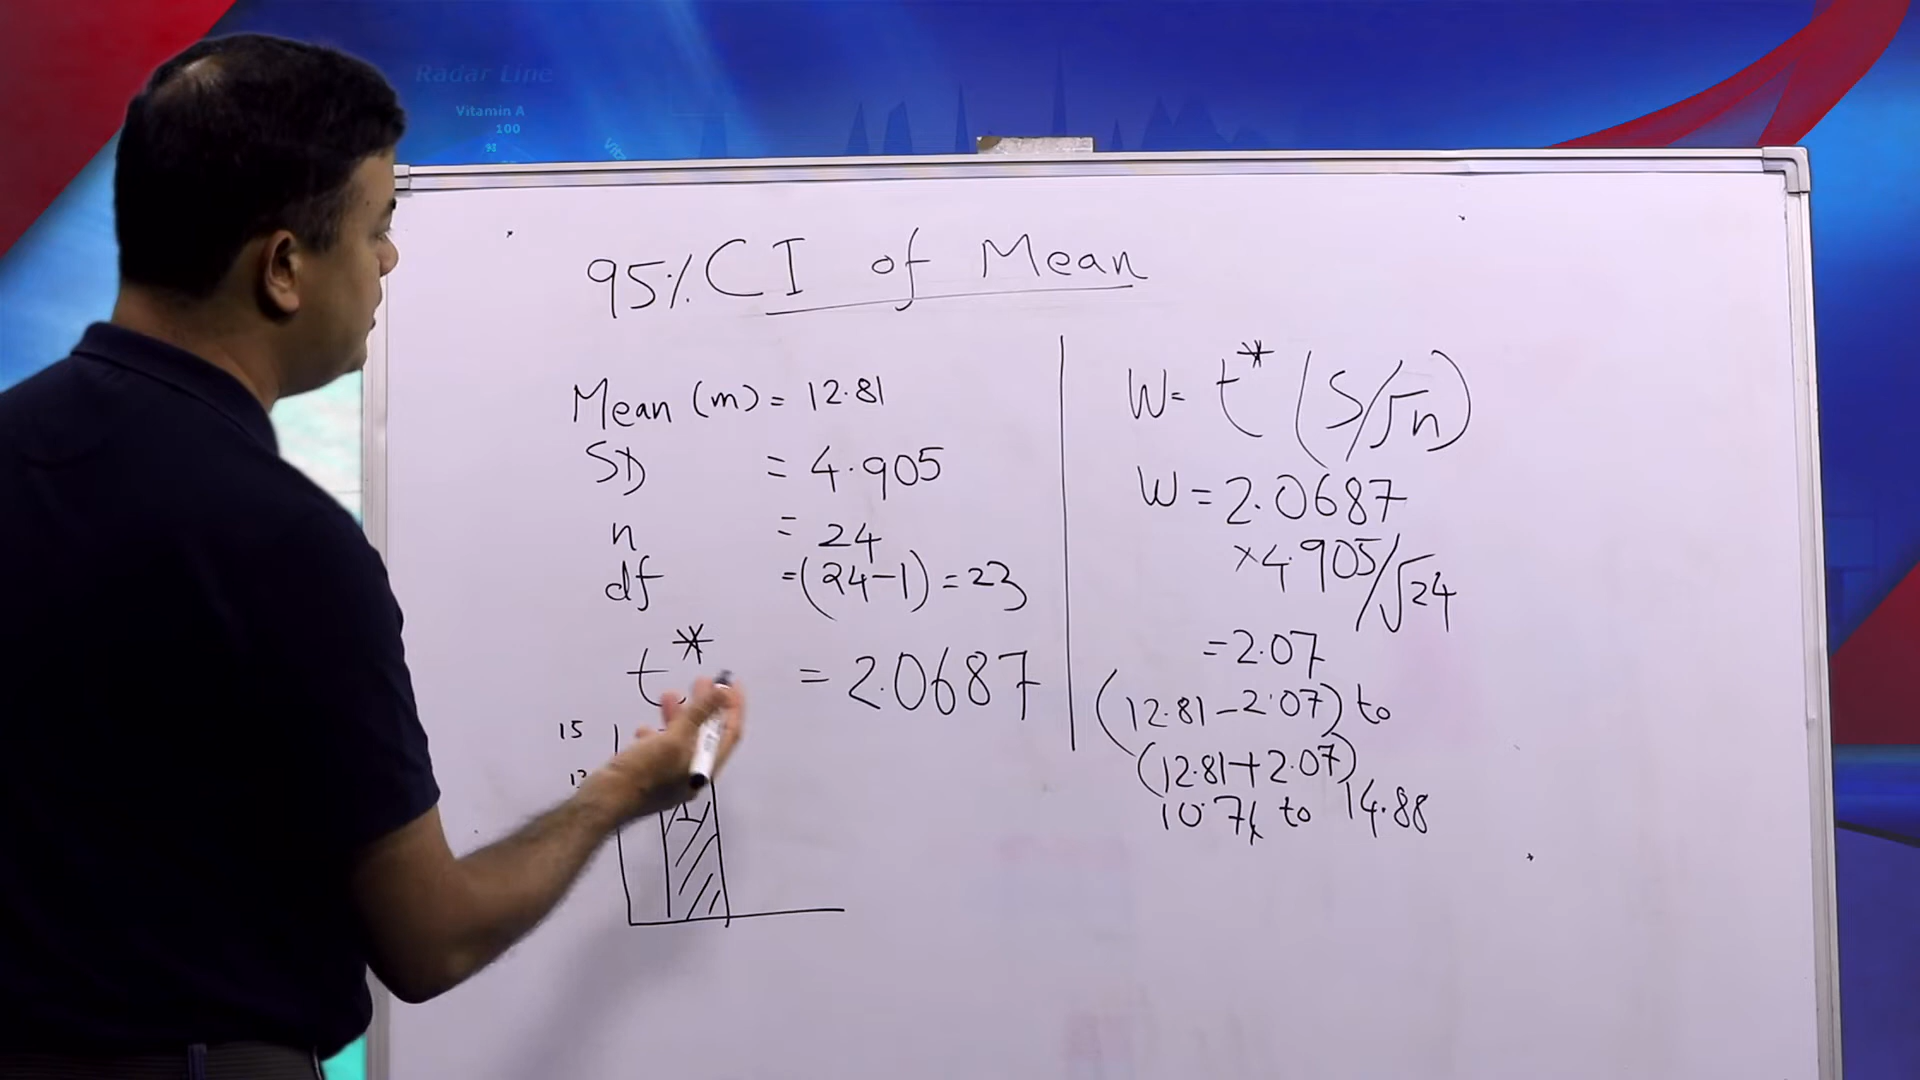 Radar Line
Vitamin A
100
95% CI of Mean
Mean (m) = 12.81
SD = 4.905
n = 24
df = (24-1) = 23
t* = 2.0687
15
W = t* (S/√n)
W = 2.0687
×4.905/√24
= 2.07
(12.81-2.07) to
(12.81+2.07)
10.74 to 14.88